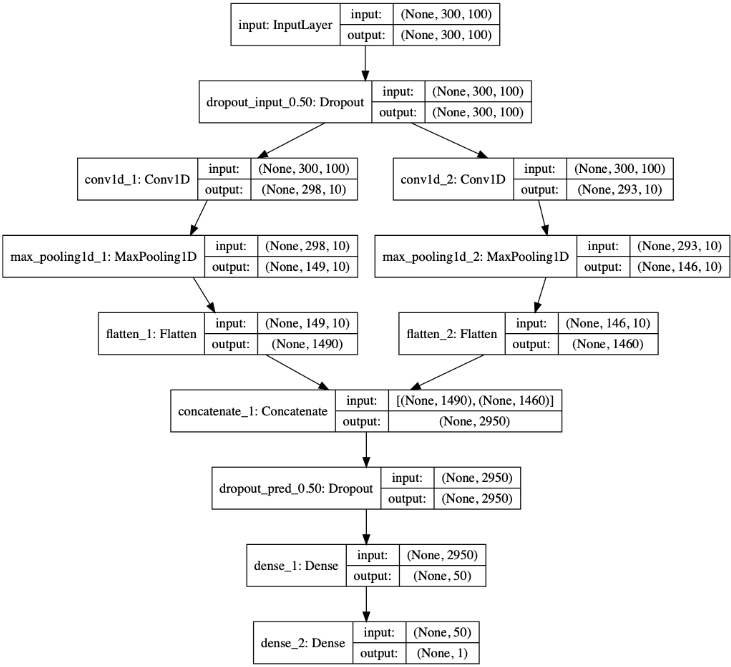 input: InputLayer
input: (None, 300, 100)
output: (None, 300, 100)
dropout_input_0.50: Dropout
input: (None, 300, 100)
output: (None, 300, 100)
conv1d_1: Conv1D
input: (None, 300, 100)
output: (None, 298, 10)
conv1d_2: Conv1D
input: (None, 300, 100)
output: (None, 293, 10)
max_pooling1d_1: MaxPooling1D
input: (None, 298, 10)
output: (None, 149, 10)
max_pooling1d_2: MaxPooling1D
input: (None, 293, 10)
output: (None, 146, 10)
flatten_1: Flatten
input: (None, 149, 10)
output: (None, 1490)
flatten_2: Flatten
input: (None, 146, 10)
output: (None, 1460)
concatenate_1: Concatenate
input: [(None, 1490), (None, 1460)]
output: (None, 2950)
dropout_pred_0.50: Dropout
input: (None, 2950)
output: (None, 2950)
dense_1: Dense
input: (None, 2950)
output: (None, 50)
dense_2: Dense
input: (None, 50)
output: (None, 1)